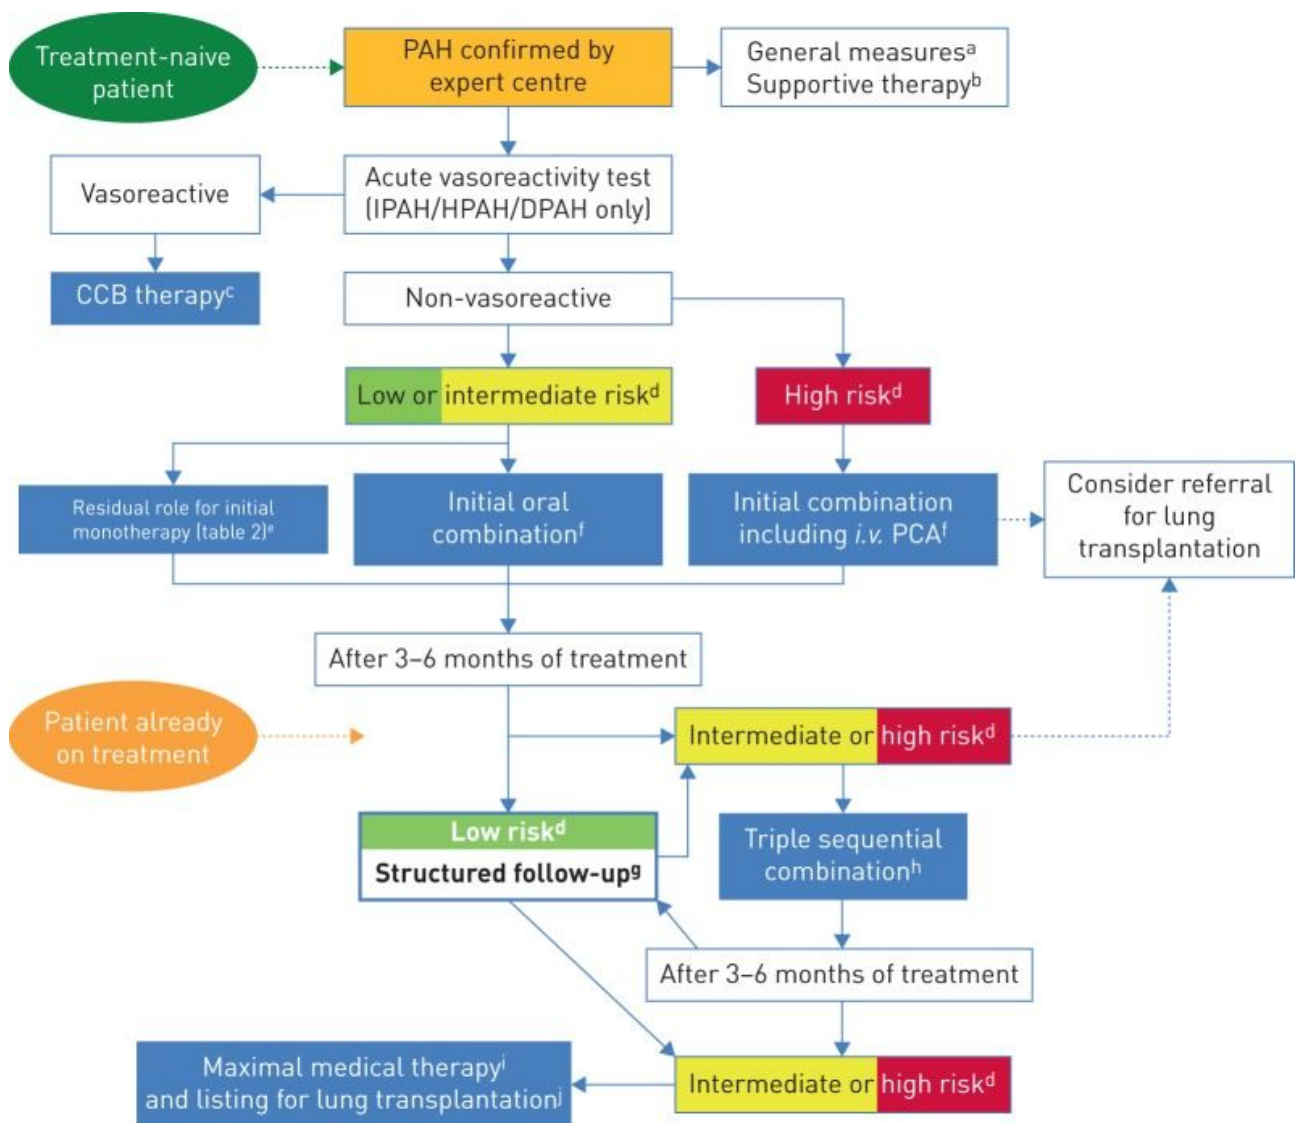 Treatment-naive
patient
PAH confirmed by
expert centre
General measuresᵃ
Supportive therapyᵇ
Vasoreactive
Acute vasoreactivity test
(IPAH/HPAH/DPAH only)
CCB therapyᶜ
Non-vasoreactive
Low or intermediate riskᵈ
High riskᵈ
Residual role for initial
monotherapy (table 2)ᵉ
Initial oral
combinationᶠ
Initial combination
including i.v. PCAᶠ
Consider referral
for lung
transplantation
After 3–6 months of treatment
Patient already
on treatment
Intermediate or high riskᵈ
Low riskᵈ
Structured follow-upᵍ
Triple sequential
combinationʰ
After 3–6 months of treatment
Maximal medical therapyⁱ
and listing for lung transplantationʲ
Intermediate or high riskᵈ